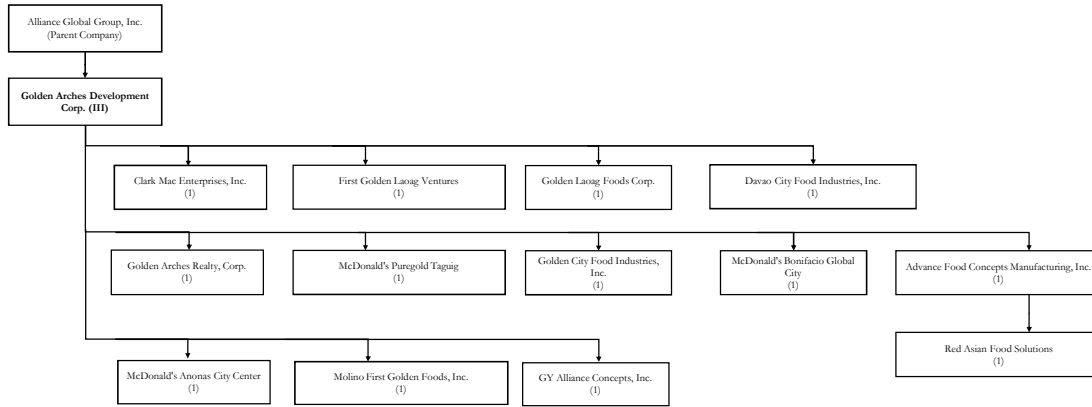 Alliance Global Group, Inc.
(Parent Company)
Golden Arches Development
Corp. (III)
Clark Mac Enterprises, Inc.
(1)
First Golden Laoag Ventures
(1)
Golden Laoag Foods Corp.
(1)
Davao City Food Industries, Inc.
(1)
Golden Arches Realty, Corp.
(1)
McDonald's Puregold Taguig
(1)
Golden City Food Industries,
Inc.
(1)
McDonald's Bonifacio Global
City
(1)
Advance Food Concepts Manufacturing, Inc.
(1)
Red Asian Food Solutions
(1)
McDonald's Anonas City Center
(1)
Molino First Golden Foods, Inc.
(1)
GY Alliance Concepts, Inc.
(1)